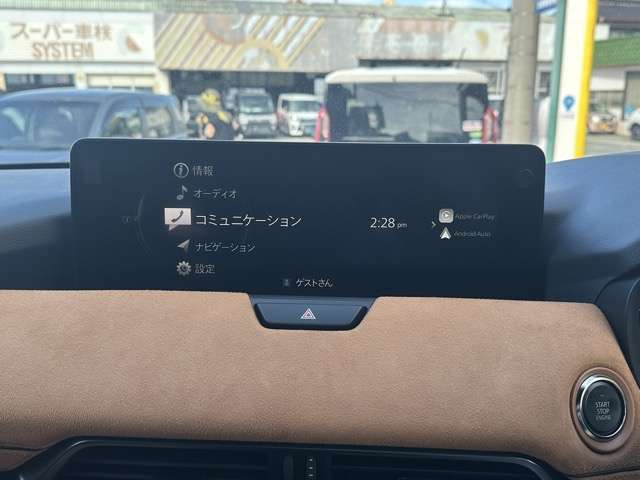 スーパー車検
SYSTEM
情報
オーディオ
コミュニケーション
ナビゲーション
設定
2:28 pm
Apple CarPlay
Android Auto
ゲストさん
START
STOP
ENGINE